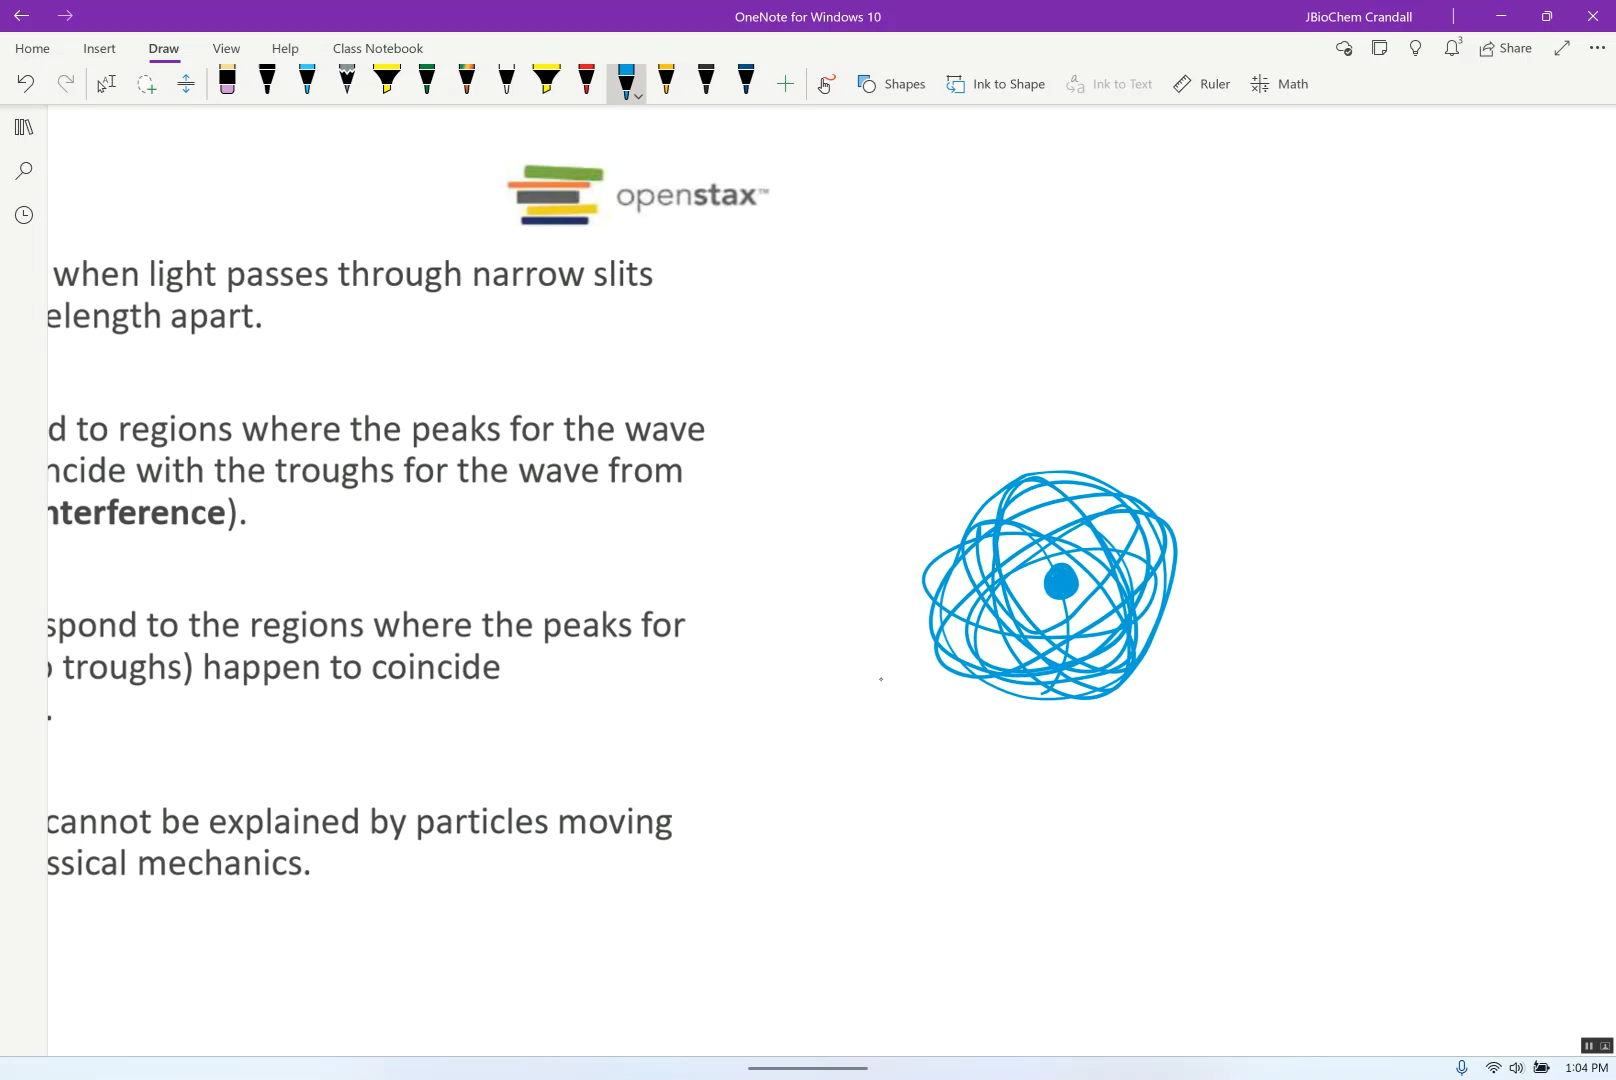 OneNote for Windows 10
JBioChem Crandall
Home Insert Draw View Help Class Notebook
3
Share
Shapes Ink to Shape Ink to Text Ruler Math
openstax™
when light passes through narrow slits
elength apart.
d to regions where the peaks for the wave
ncide with the troughs for the wave from
nterference).
spond to the regions where the peaks for
troughs) happen to coincide
.
cannot be explained by particles moving
ssical mechanics.
1:04 PM